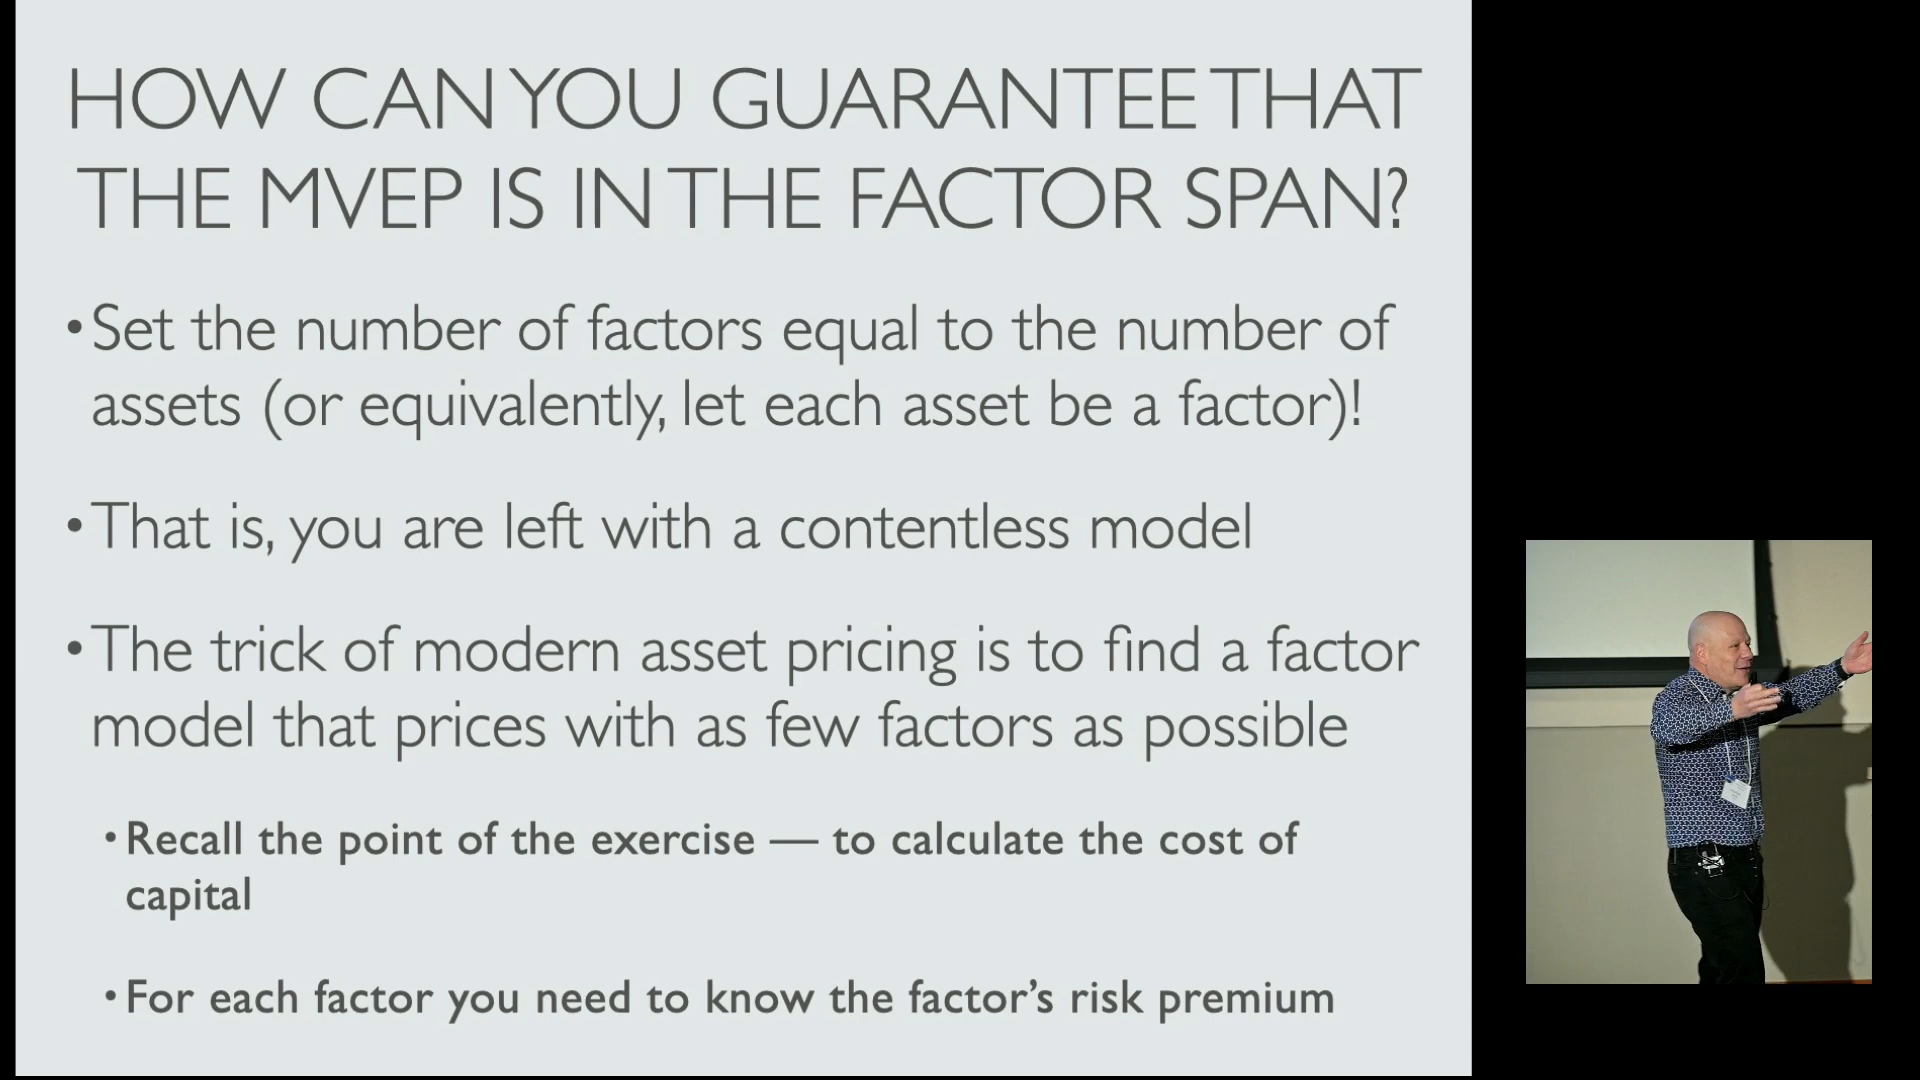 HOW CAN YOU GUARANTEE THAT
THE MVEP IS IN THE FACTOR SPAN?
• Set the number of factors equal to the number of
assets (or equivalently, let each asset be a factor)!
• That is, you are left with a contentless model
• The trick of modern asset pricing is to find a factor
model that prices with as few factors as possible
• Recall the point of the exercise — to calculate the cost of
capital
• For each factor you need to know the factor’s risk premium